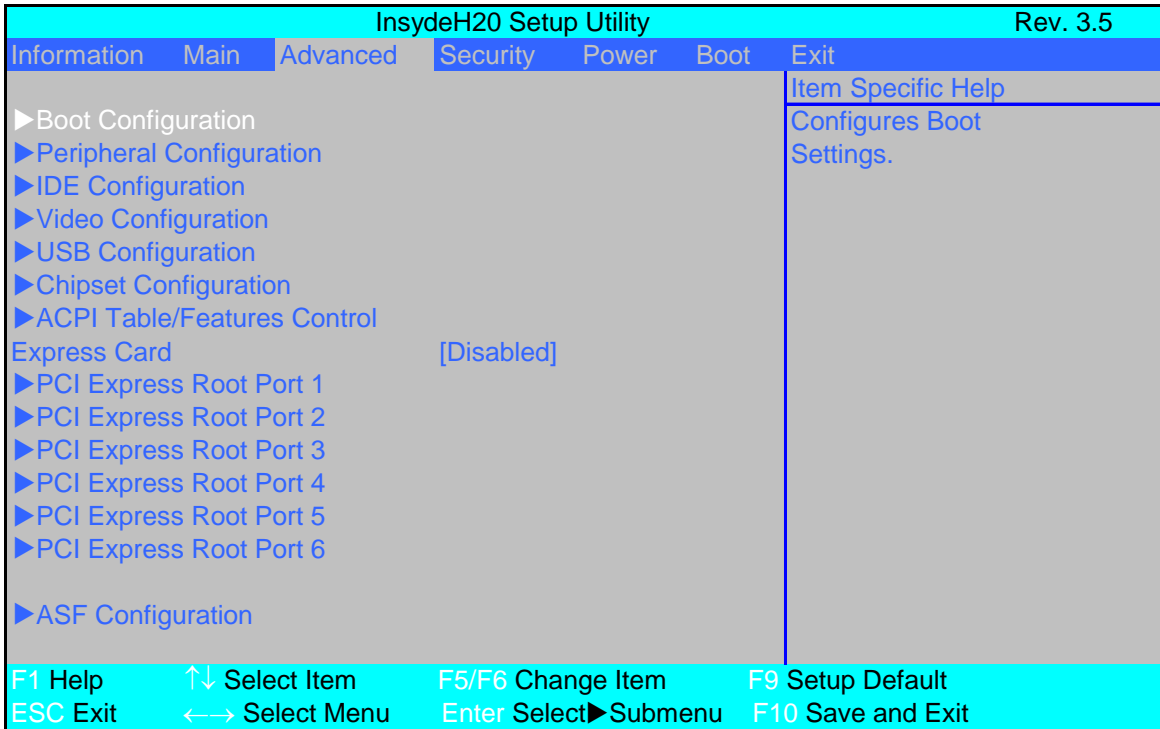 InsydeH20 Setup Utility Rev. 3.5
Information Main Advanced Security Power Boot Exit
Item Specific Help
Configures Boot
Settings.
▶Boot Configuration
▶Peripheral Configuration
▶IDE Configuration
▶Video Configuration
▶USB Configuration
▶Chipset Configuration
▶ACPI Table/Features Control
Express Card [Disabled]
▶PCI Express Root Port 1
▶PCI Express Root Port 2
▶PCI Express Root Port 3
▶PCI Express Root Port 4
▶PCI Express Root Port 5
▶PCI Express Root Port 6
▶ASF Configuration
F1 Help ↑↓ Select Item F5/F6 Change Item F9 Setup Default
ESC Exit ←→ Select Menu Enter Select▶Submenu F10 Save and Exit